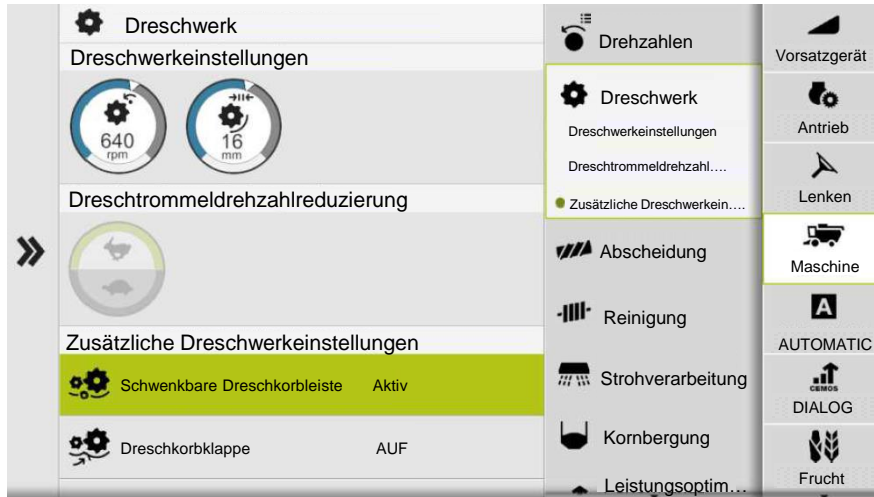 Dreschwerk
Dreschwerkeinstellungen
640
rpm
16
mm
Dreschtrommeldrehzahlreduzierung
Zusätzliche Dreschwerkeinstellungen
Schwenkbare Dreschkorbleiste Aktiv
Dreschkorbklappe AUF
Drehzahlen
Dreschwerk
Dreschwerkeinstellungen
Dreschtrommeldrehzahl....
Zusätzliche Dreschwerkein....
Abscheidung
Reinigung
Strohverarbeitung
Kornbergung
Leistungsoptim...
Vorsatzgerät
Antrieb
Lenken
Maschine
A
AUTOMATIC
CEMOS
DIALOG
Frucht